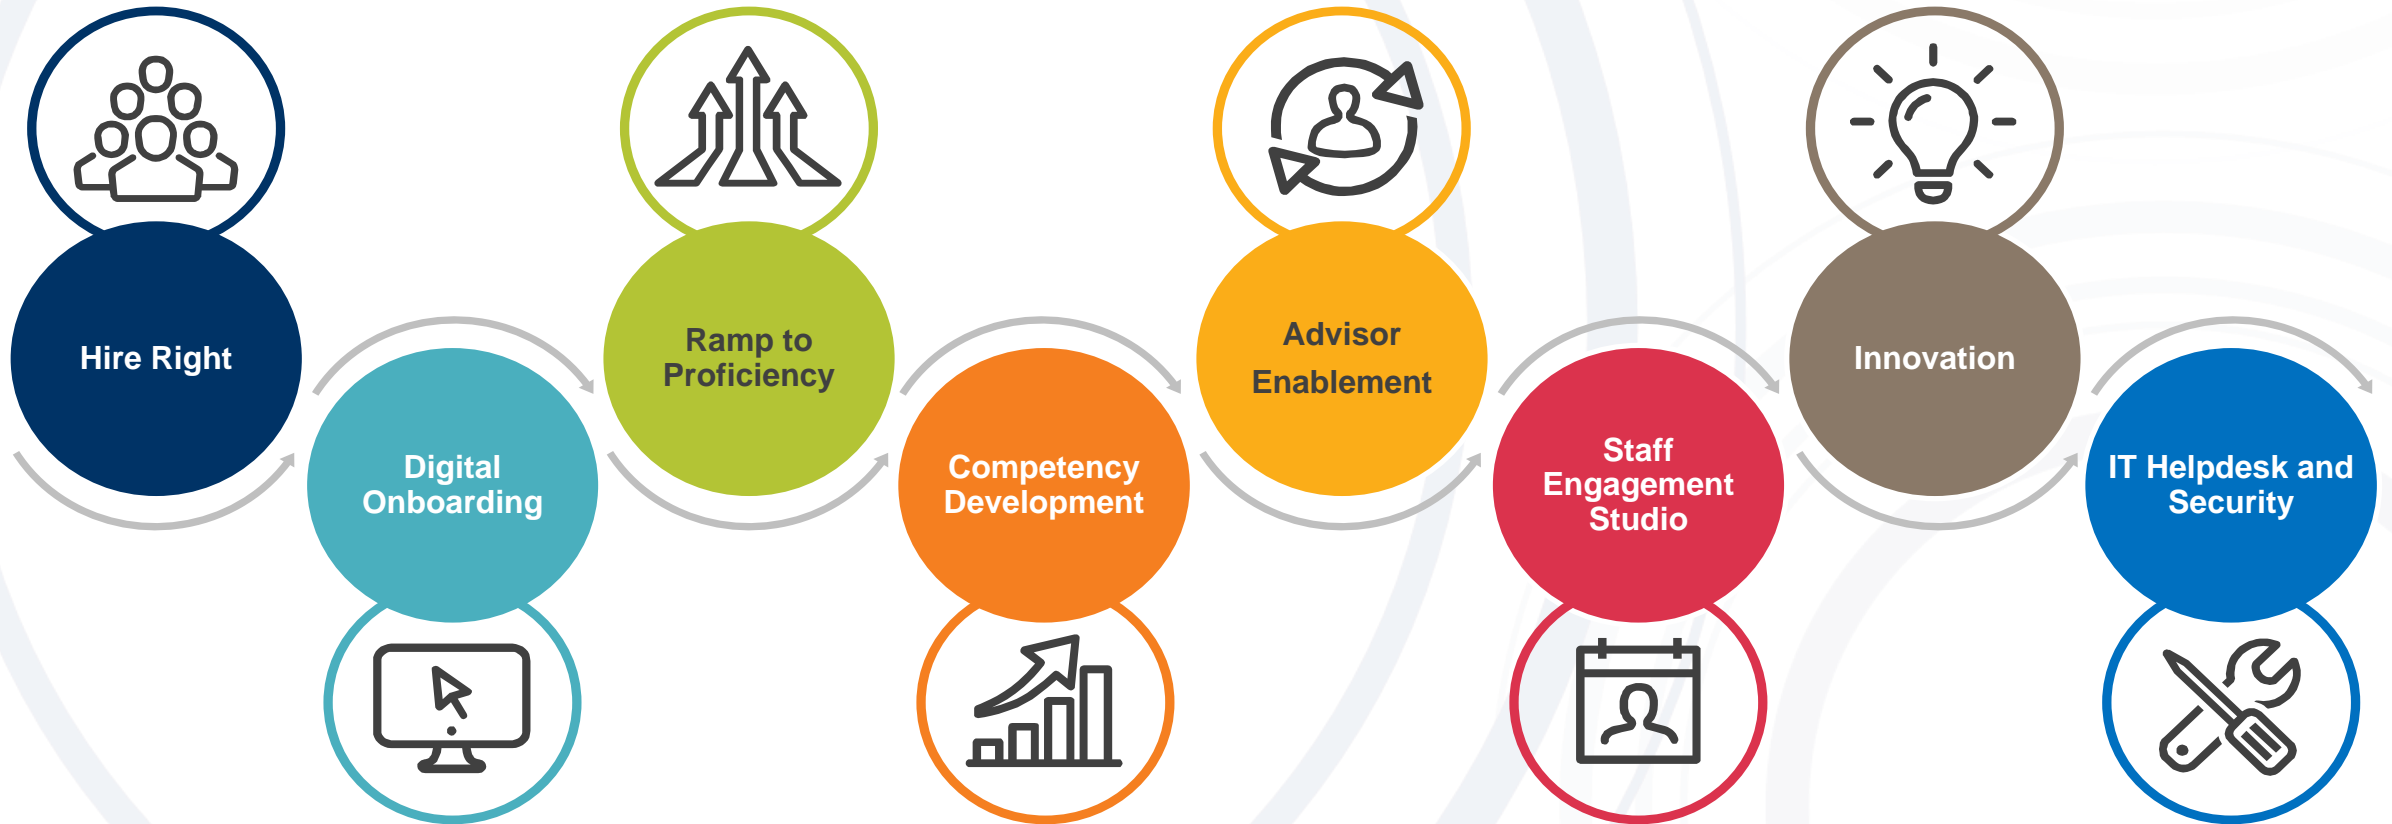 Hire Right
Digital
Onboarding
Ramp to
Proficiency
Competency
Development
Advisor
Enablement
Staff
Engagement
Studio
Innovation
IT Helpdesk and
Security